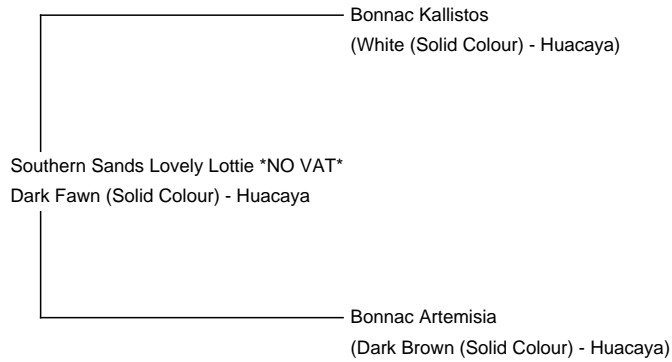 Bonnac Kallistos
(White (Solid Colour) - Huacaya)
Southern Sands Lovely Lottie *NO VAT*
Dark Fawn (Solid Colour) - Huacaya
Bonnac Artemisia
(Dark Brown (Solid Colour) - Huacaya)